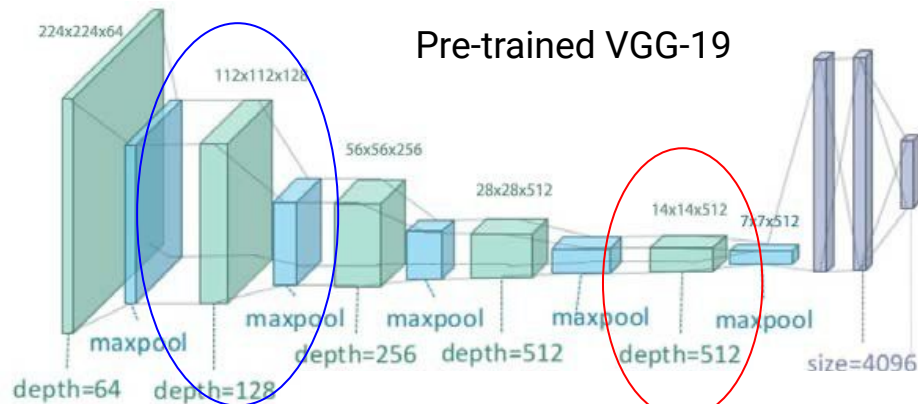 Pre-trained VGG-19
224x224x64
112x112x128
56x56x256
28x28x512
14x14x512
7x7x512
maxpool
maxpool
maxpool
maxpool
maxpool
depth=64
depth=128
depth=256
depth=512
depth=512
size=4096